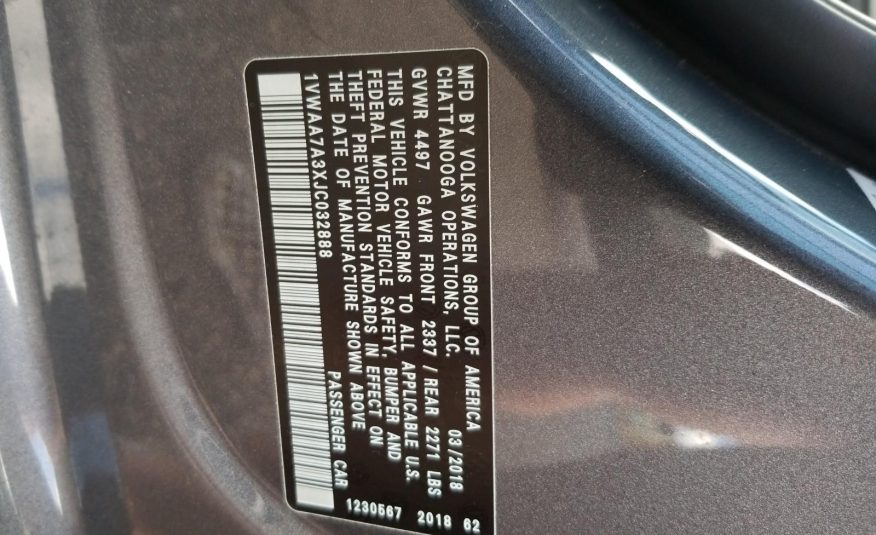 MFD BY VOLKSWAGEN GROUP OF AMERICA
CHATTANOOGA OPERATIONS, LLC. 03/2018
GVWR 4497 GAWR FRONT 2337 / REAR 2271 LBS
THIS VEHICLE CONFORMS TO ALL APPLICABLE U.S.
FEDERAL MOTOR VEHICLE SAFETY, BUMPER AND
THEFT PREVENTION STANDARDS IN EFFECT ON
THE DATE OF MANUFACTURE SHOWN ABOVE
1VWAA7A3XJC032888 PASSENGER CAR
1230567 2018 62